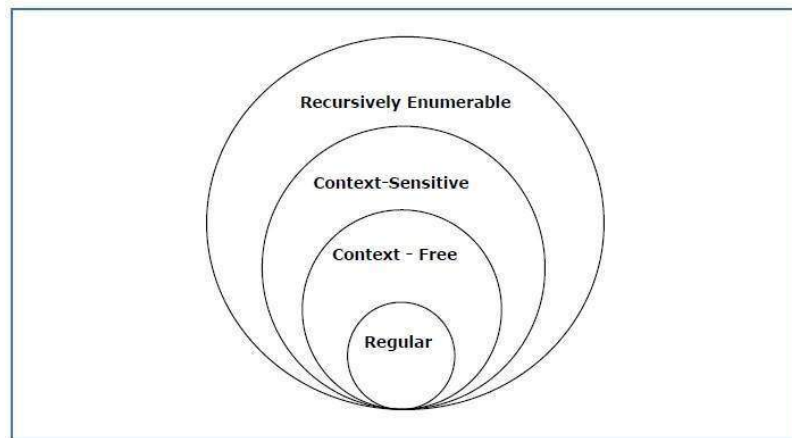 Recursively Enumerable
Context-Sensitive
Context - Free
Regular